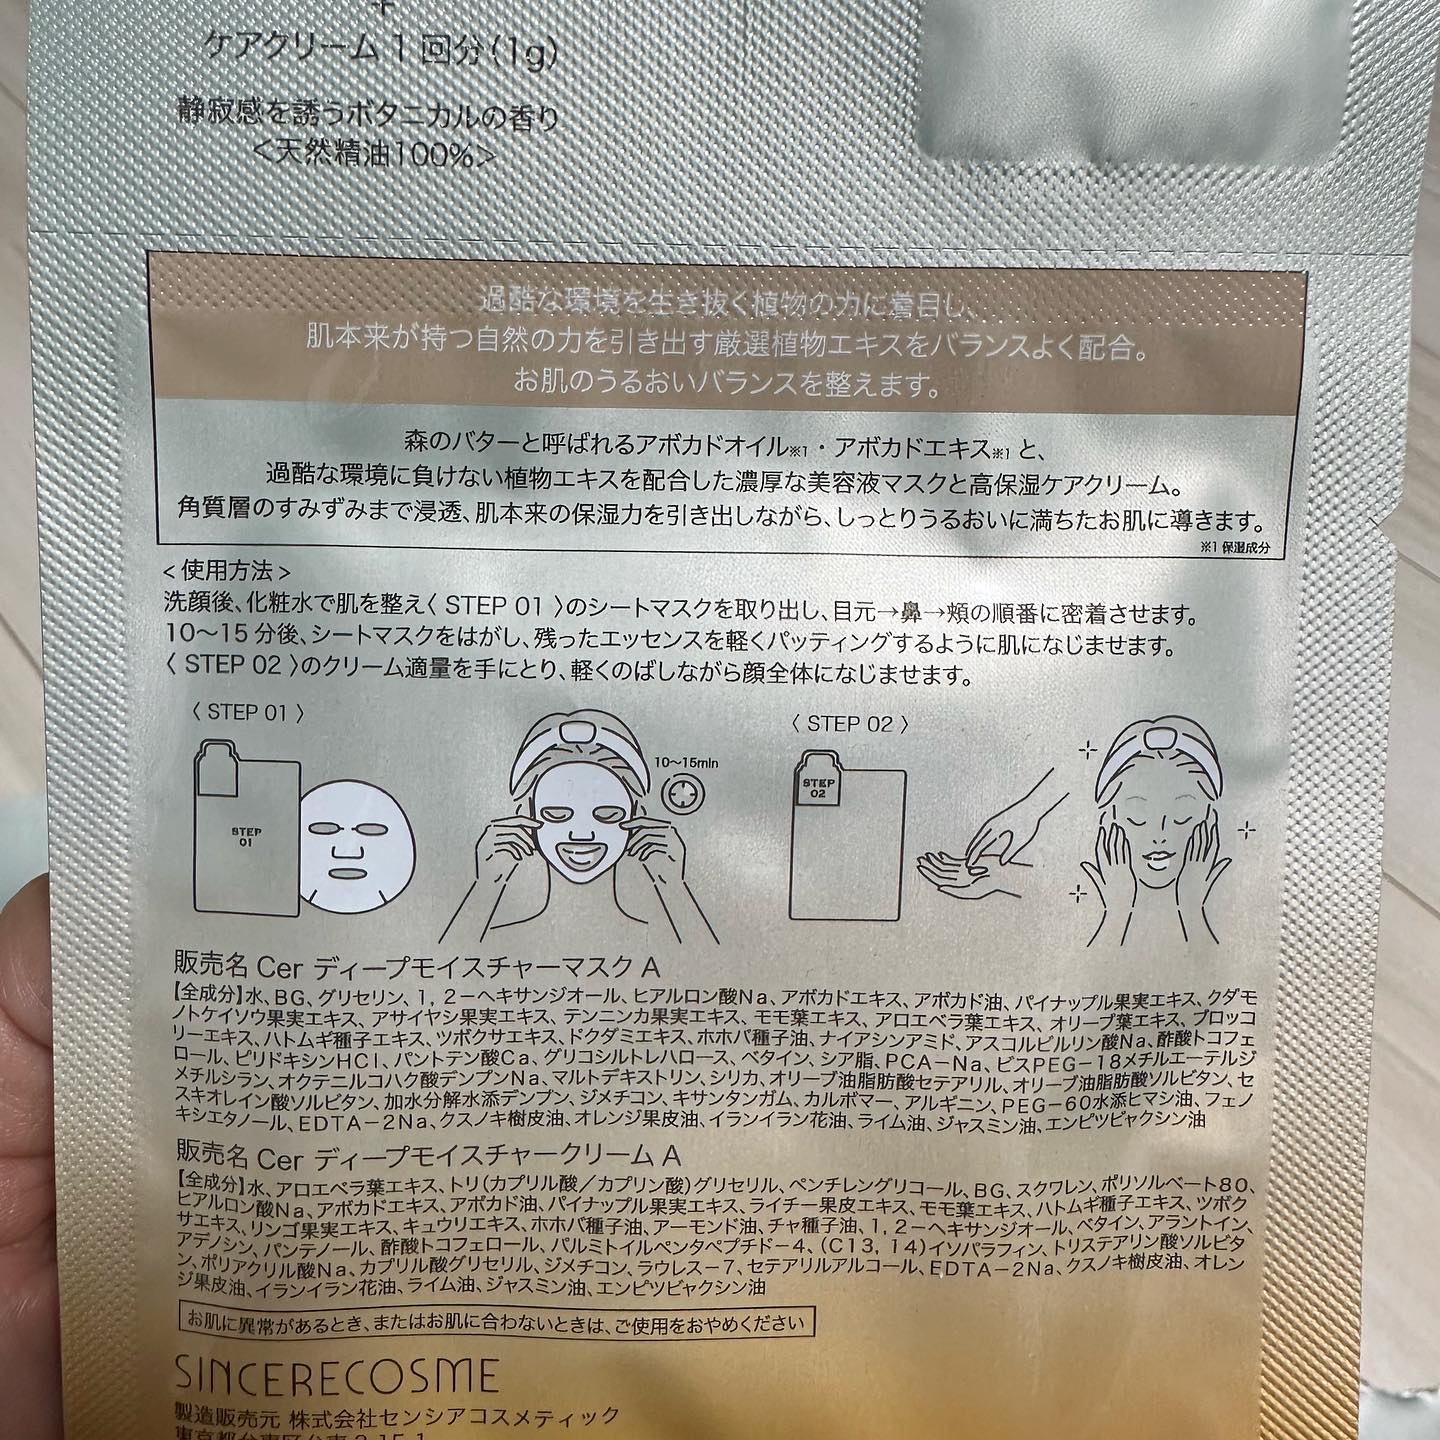 +
ケアクリーム1回分(1g)
静寂感を誘うボタニカルの香り
<天然精油100%>
過酷な環境を生き抜く植物の力に着目し、
肌本来が持つ自然の力を引き出す厳選植物エキスをバランスよく配合。
お肌のうるおいバランスを整えます。
森のバターと呼ばれるアボカドオイル※1・アボカドエキス※1と、
過酷な環境に負けない植物エキスを配合した濃厚な美容液マスクと高保湿ケアクリーム。
角質層のすみずみまで浸透、肌本来の保湿力を引き出しながら、しっとりうるおいに満ちたお肌に導きます。
※1 保湿成分
<使用方法>
洗顔後、化粧水で肌を整え〈 STEP 01 〉のシートマスクを取り出し、目元→鼻→頬の順番に密着させます。
10〜15分後、シートマスクをはがし、残ったエッセンスを軽くパッティングするように肌になじませます。
〈 STEP 02 〉のクリーム適量を手にとり、軽くのばしながら顔全体になじませます。
〈 STEP 01 〉
STEP
01
10〜15min
〈 STEP 02 〉
STEP
02
販売名 Cer ディープモイスチャーマスク A
【全成分】水、BG、グリセリン、1,2-ヘキサンジオール、ヒアルロン酸Na、アボカドエキス、アボカド油、パイナップル果実エキス、クダモ
ノトケイソウ果実エキス、アサイヤシ果実エキス、テンニンカ果実エキス、モモ葉エキス、アロエベラ葉エキス、オリーブ葉エキス、ブロッコ
リーエキス、ハトムギ種子エキス、ツボクサエキス、ドクダミエキス、ホホバ種子油、ナイアシンアミド、アスコルビルリン酸Na、酢酸トコフェ
ロール、ピリドキシンHCl、パントテン酸Ca、グリコシルトレハロース、ベタイン、シア脂、PCA-Na、ビスPEG-18メチルエーテルジ
メチルシラン、オクテニルコハク酸デンプンNa、マルトデキストリン、シリカ、オリーブ油脂肪酸セテアリル、オリーブ油脂肪酸ソルビタン、セ
スキオレイン酸ソルビタン、加水分解水添デンプン、ジメチコン、キサンタンガム、カルボマー、アルギニン、PEG-60水添ヒマシ油、フェノ
キシエタノール、EDTA-2Na、クスノキ樹皮油、オレンジ果皮油、イランイラン花油、ライム油、ジャスミン油、エンピツビャクシン油
販売名 Cer ディープモイスチャークリーム A
【全成分】水、アロエベラ葉エキス、トリ(カプリル酸/カプリン酸)グリセリル、ペンチレングリコール、BG、スクワレン、ポリソルベート80、
ヒアルロン酸Na、アボカドエキス、アボカド油、パイナップル果実エキス、ライチー果皮エキス、モモ葉エキス、ハトムギ種子エキス、ツボク
サエキス、リンゴ果実エキス、キュウリエキス、ホホバ種子油、アーモンド油、チャ種子油、1,2-ヘキサンジオール、ベタイン、アラントイン、
アデノシン、パンテノール、酢酸トコフェロール、パルミトイルペンタペプチド-4、(C13,14)イソパラフィン、トリステアリン酸ソルビタ
ン、ポリアクリル酸Na、カプリル酸グリセリル、ジメチコン、ラウレス-7、セテアリルアルコール、EDTA-2Na、クスノキ樹皮油、オレン
ジ果皮油、イランイラン花油、ライム油、ジャスミン油、エンピツビャクシン油
お肌に異常があるとき、またはお肌に合わないときは、ご使用をおやめください
SINCERECOSME
製造販売元 株式会社センシアコスメティック